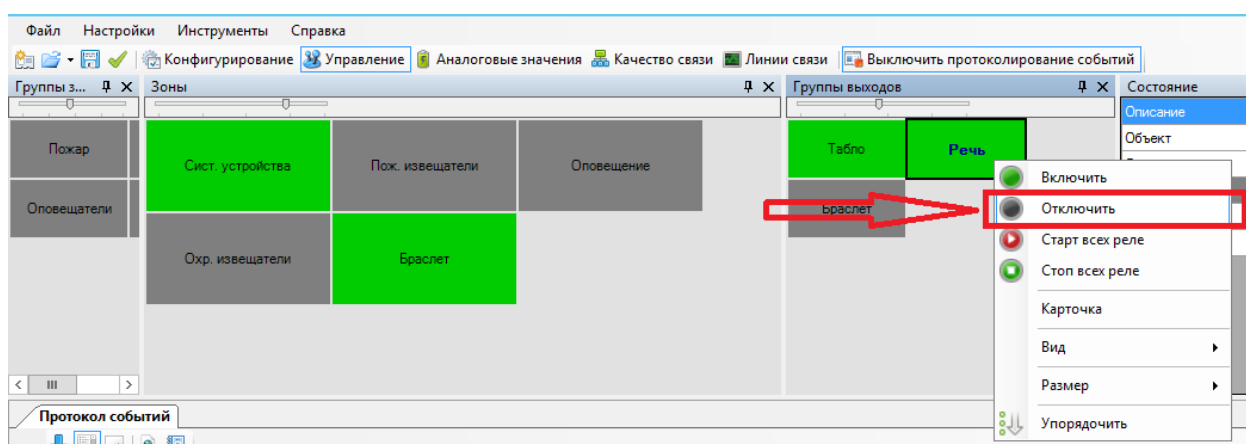 Файл Настройки Инструменты Справка
Конфигурирование Управление Аналоговые значения Качество связи Линии связи Выключить протоколирование событий
Группы з... Зоны Группы выходов Состояние
Описание
Пожар Сист. устройства Пож. извещатели Оповещение Табло Речь Объект
Включить
Оповещатели Браслет Отключить
Старт всех реле
Охр. извещатели Браслет Стоп всех реле
Карточка
Вид
Размер
Протокол событий Упорядочить